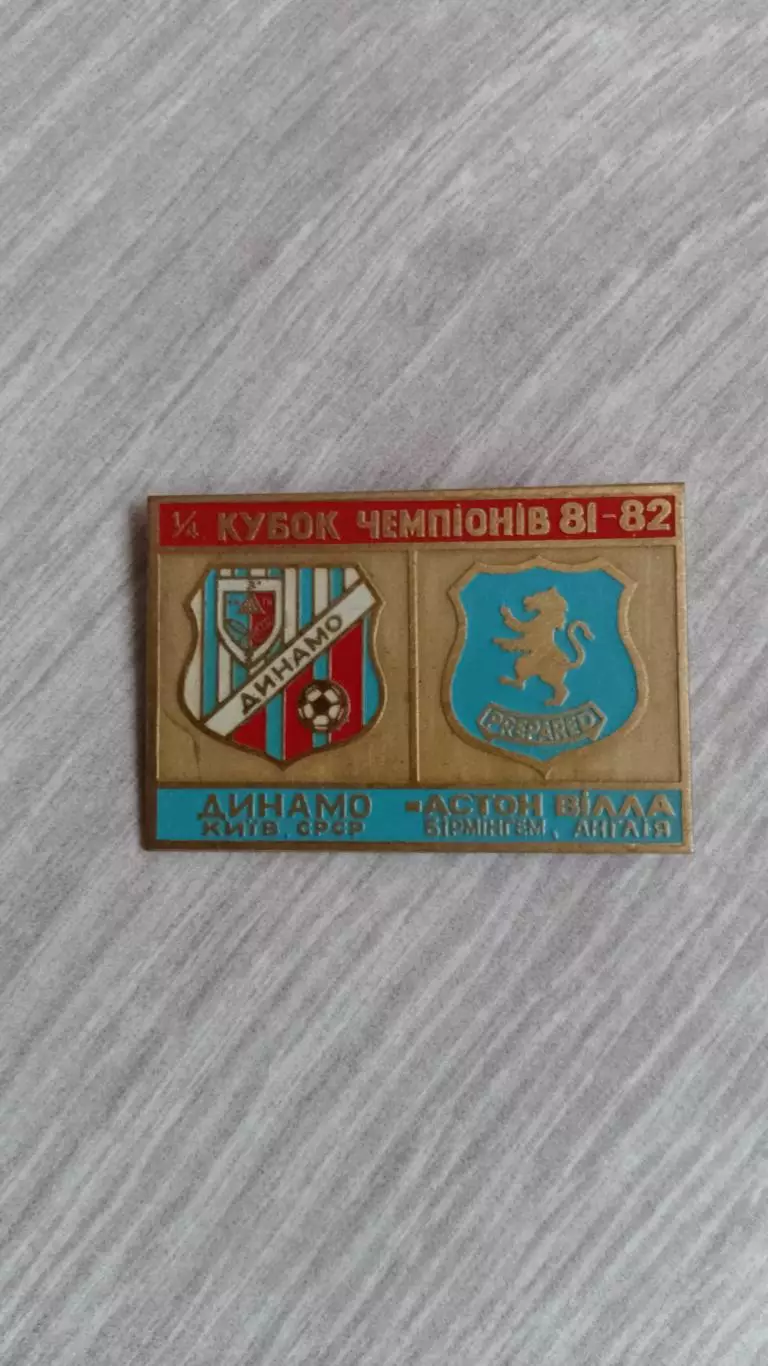 1/4 КУБОК ЧЕМПІОНІВ 81-82
ДИНАМО
PREPARED
ДИНАМО - АСТОН ВІЛЛА
КИЇВ, СРСР БІРМІНГЕМ, АНГЛІЯ